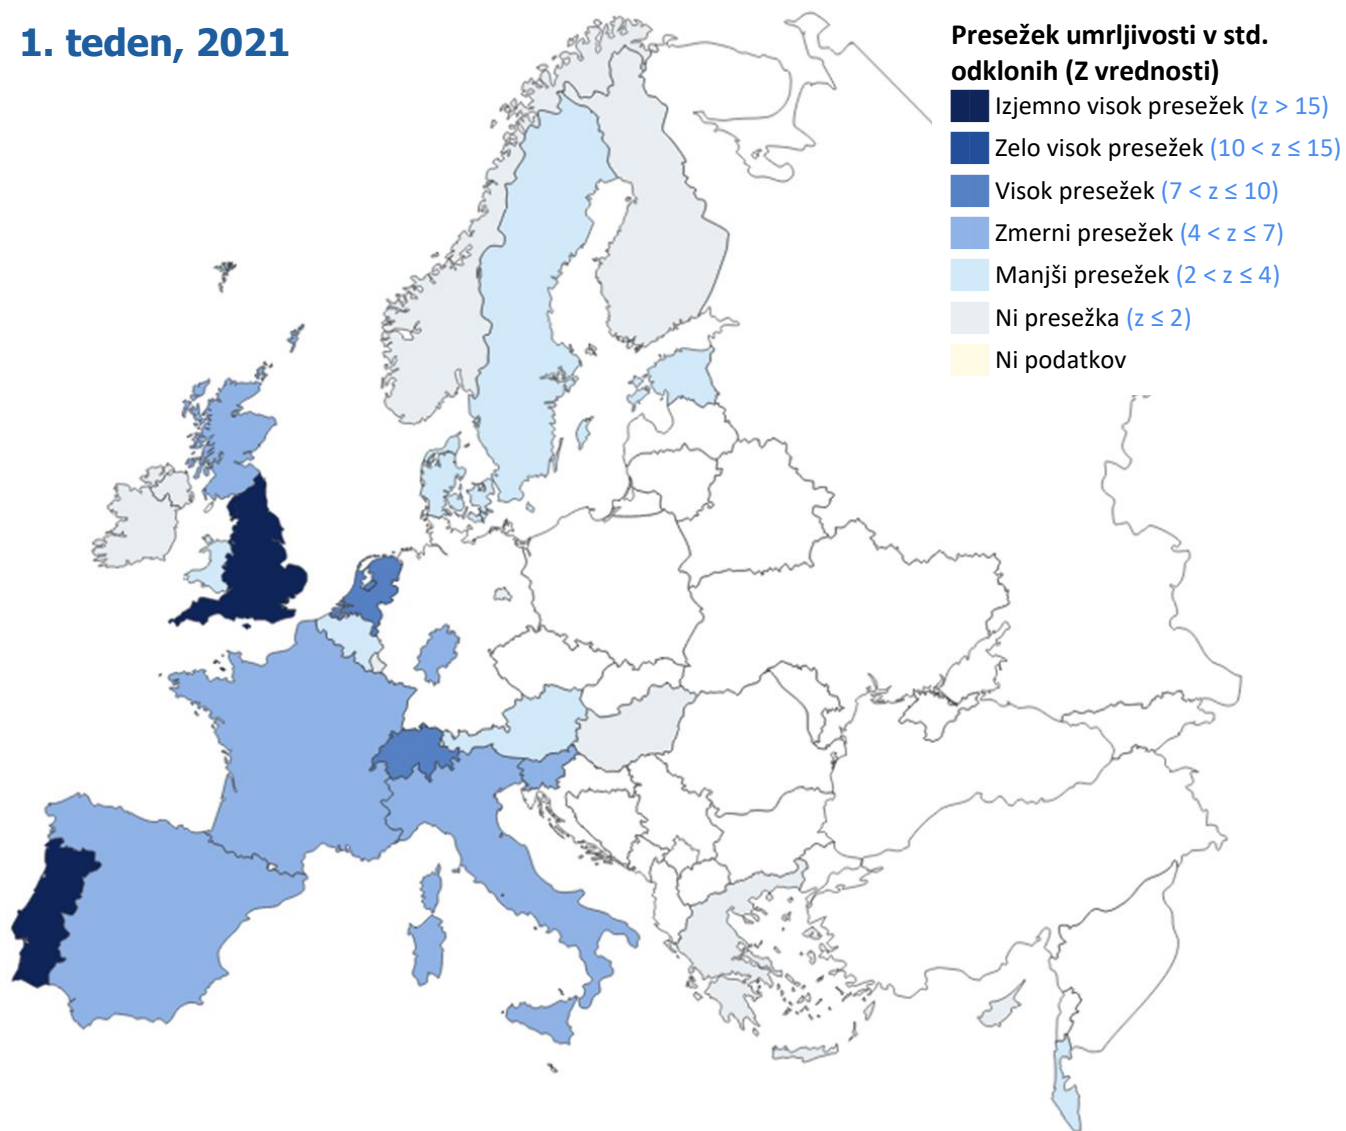 1. teden, 2021
Presežek umrljivosti v std.
odklonih (Z vrednosti)
Izjemno visok presežek (z > 15)
Zelo visok presežek (10 < z ≤ 15)
Visok presežek (7 < z ≤ 10)
Zmerni presežek (4 < z ≤ 7)
Manjši presežek (2 < z ≤ 4)
Ni presežka (z ≤ 2)
Ni podatkov